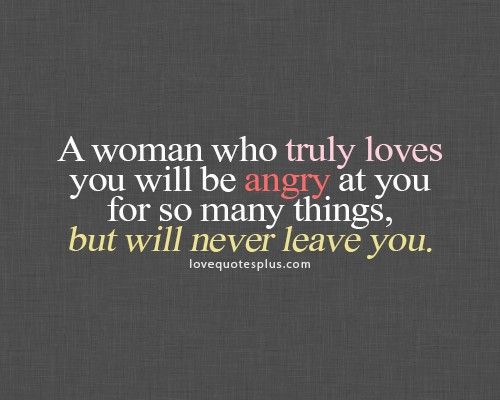 A woman who truly loves
you will be angry at you
for so many things,
but will never leave you.
lovequotesplus.com